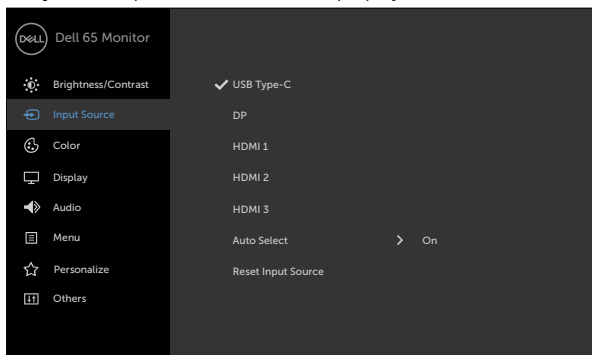 DELL
Dell 65 Monitor
Brightness/Contrast
Input Source
Color
Display
Audio
Menu
Personalize
Others
USB Type-C
DP
HDMI 1
HDMI 2
HDMI 3
Auto Select > On
Reset Input Source